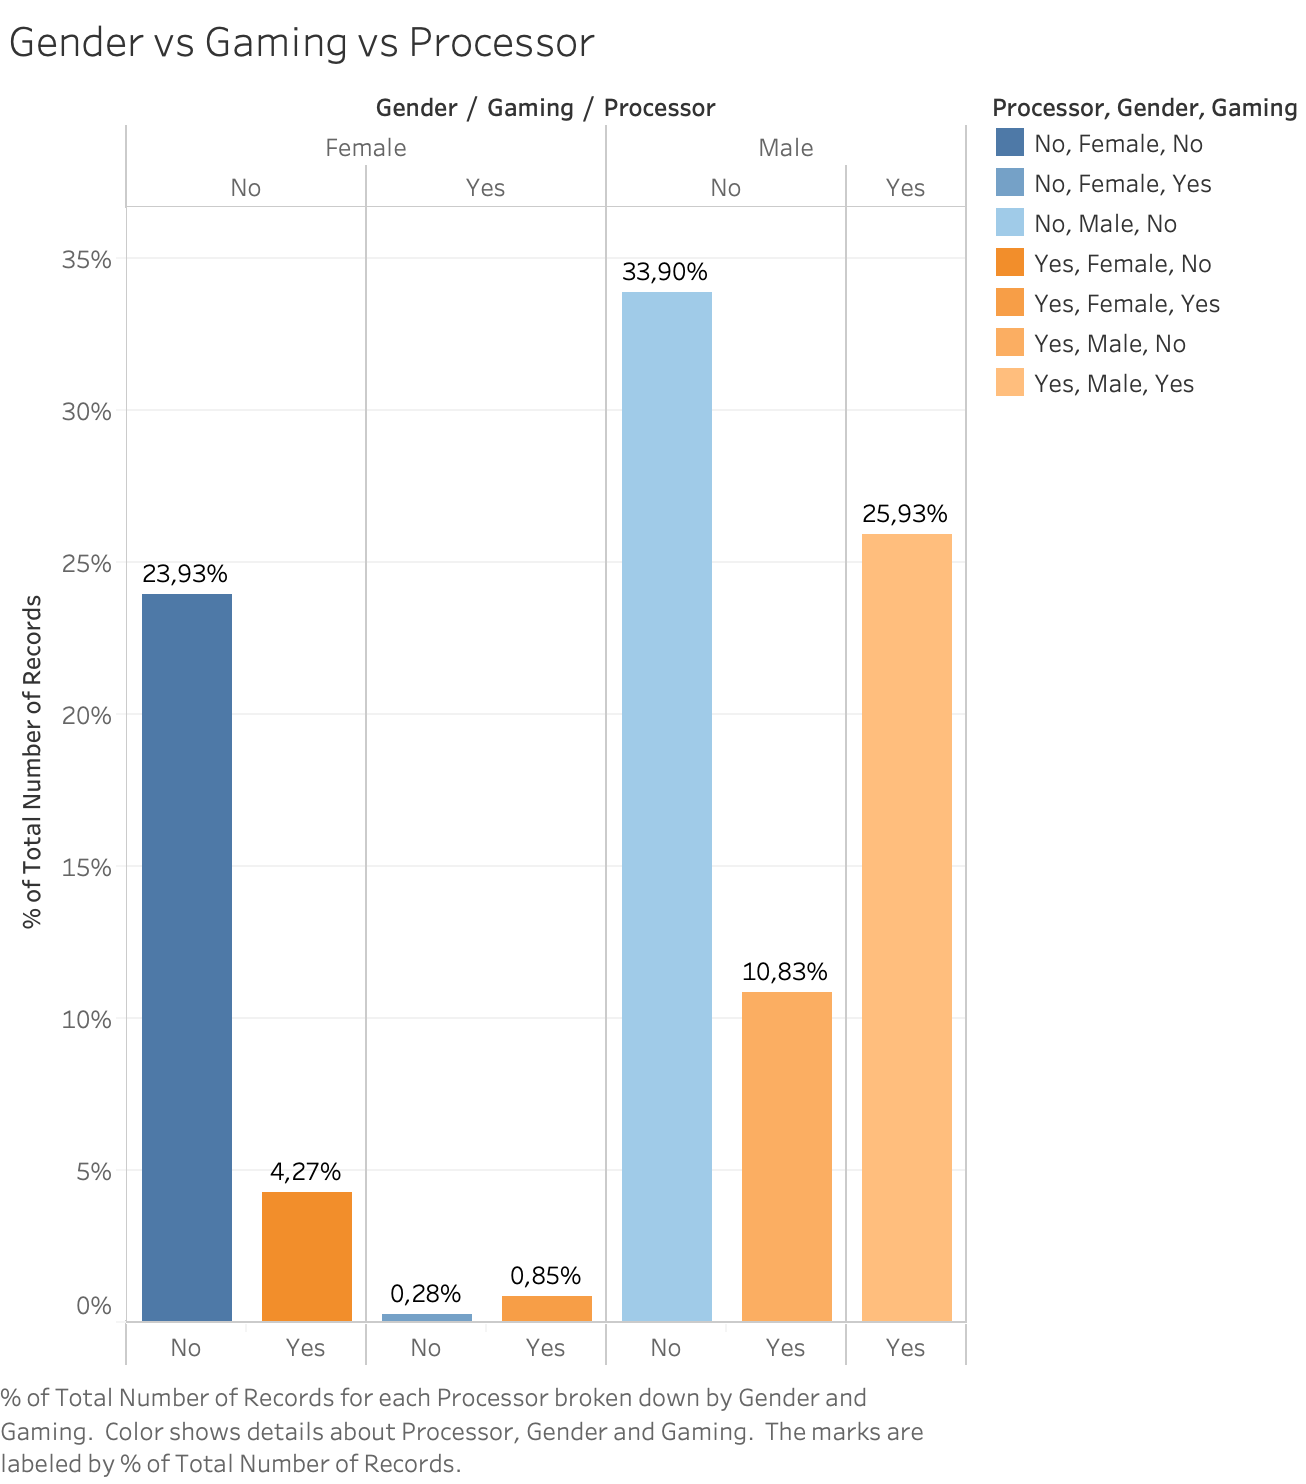 Gender vs Gaming vs Processor
Gender / Gaming / Processor
Female Male
No Yes No Yes
35%
30%
25%
20%
15%
10%
5%
0%
% of Total Number of Records
23,93%
4,27%
0,28%
0,85%
33,90%
10,83%
25,93%
No Yes No Yes No Yes Yes
Processor, Gender, Gaming
No, Female, No
No, Female, Yes
No, Male, No
Yes, Female, No
Yes, Female, Yes
Yes, Male, No
Yes, Male, Yes
% of Total Number of Records for each Processor broken down by Gender and
Gaming. Color shows details about Processor, Gender and Gaming. The marks are
labeled by % of Total Number of Records.